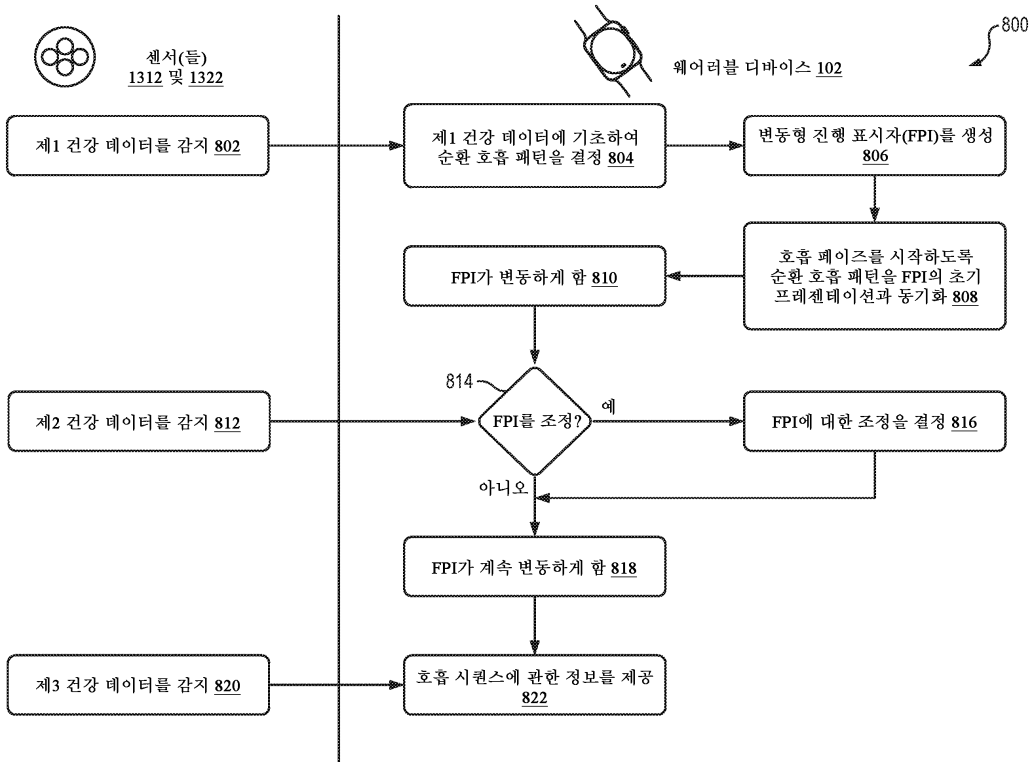 800
센서(들)
1312 및 1322
웨어러블 디바이스 102
제1 건강 데이터를 감지 802
제1 건강 데이터에 기초하여
순환 호흡 패턴을 결정 804
변동형 진행 표시자(FPI)를 생성
806
호흡 페이즈를 시작하도록
순환 호흡 패턴을 FPI의 초기
프레젠테이션과 동기화 808
FPI가 변동하게 함 810
814
제2 건강 데이터를 감지 812
FPI를 조정?
예
FPI에 대한 조정을 결정 816
아니오
FPI가 계속 변동하게 함 818
제3 건강 데이터를 감지 820
호흡 시퀀스에 관한 정보를 제공
822